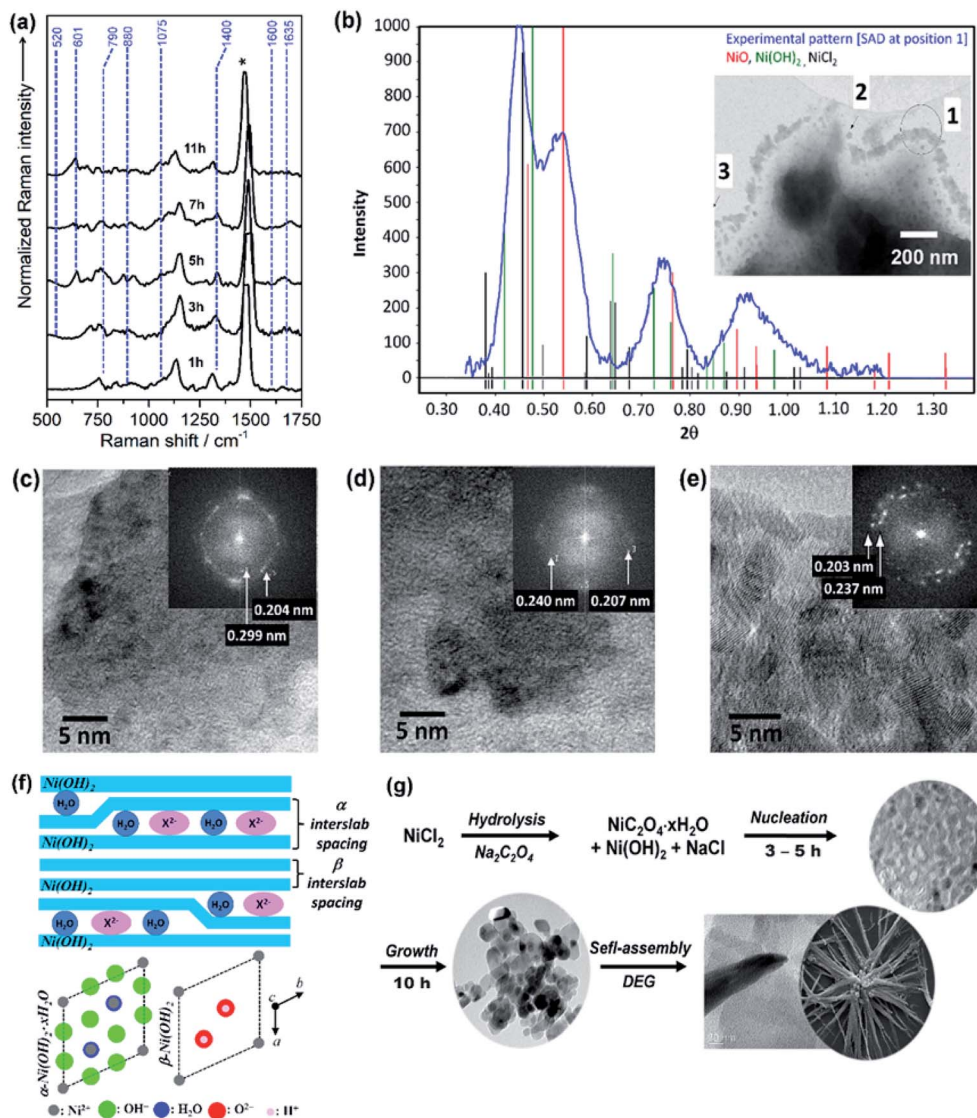 (a)
Normalized Raman intensity
520
601
790
880
1075
1400
1600
1635
*
11h
7h
5h
3h
1h
500 750 1000 1250 1500 1750
Raman shift / cm⁻¹
(b)
Experimental pattern [SAD at position 1]
NiO, Ni(OH)₂, NiCl₂
1000
900
800
700
600
500
400
300
200
100
0
Intensity
0.30 0.40 0.50 0.60 0.70 0.80 0.90 1.00 1.10 1.20 1.30
2θ
1
2
3
200 nm
(c)
0.204 nm
0.299 nm
5 nm
(d)
0.240 nm 0.207 nm
5 nm
(e)
0.203 nm
0.237 nm
5 nm
(f)
Ni(OH)₂
H₂O
Ni(OH)₂
H₂O X²⁻ H₂O X²⁻
α
interslab
spacing
Ni(OH)₂
β
interslab
spacing
H₂O X²⁻
H₂O X²⁻ H₂O
Ni(OH)₂
α-Ni(OH)₂·xH₂O
β-Ni(OH)₂
b
c
a
: Ni²⁺ : OH⁻ : H₂O : O²⁻ : H⁺
(g)
NiCl₂
Hydrolysis
Na₂C₂O₄
NiC₂O₄·xH₂O
+ Ni(OH)₂ + NaCl
Nucleation
3 – 5 h
Growth
10 h
Sefl-assembly
DEG